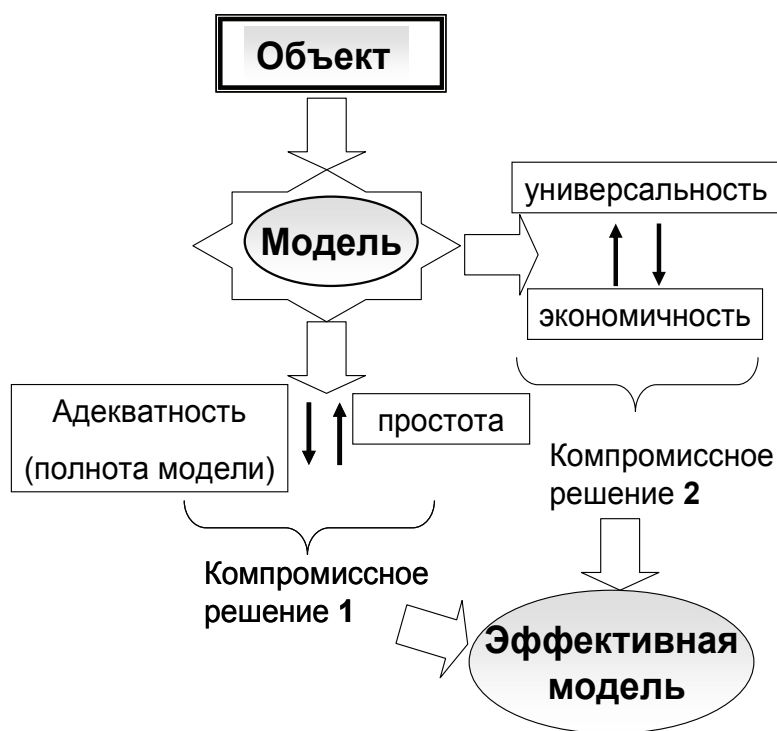 Объект
Модель
универсальность
экономичность
Адекватность
(полнота модели)
простота
Компромиссное
решение 2
Компромиссное
решение 1
Эффективная
модель